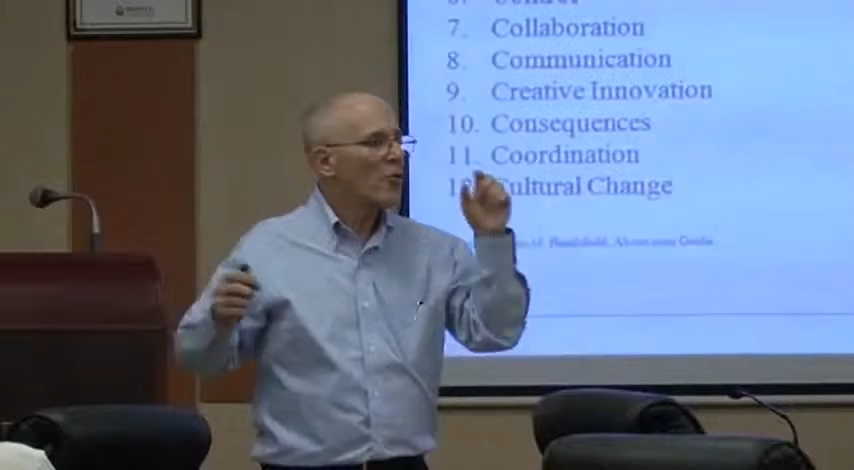 7. Collaboration
8. Communication
9. Creative Innovation
10. Consequences
11. Coordination
Cultural Change